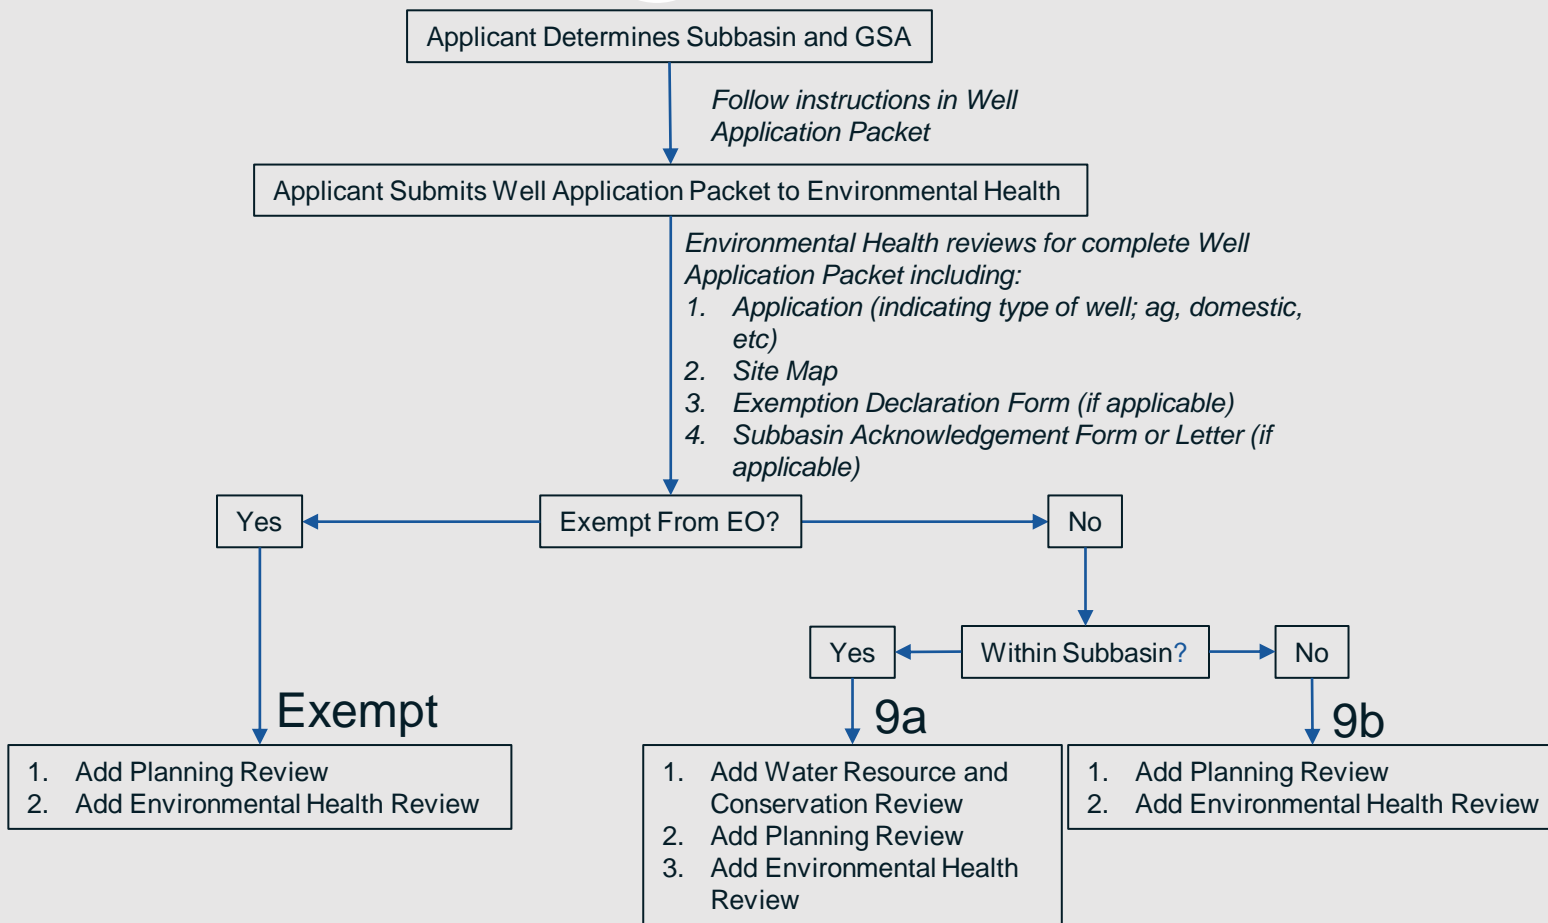 Applicant Determines Subbasin and GSA
Follow instructions in Well
Application Packet
Applicant Submits Well Application Packet to Environmental Health
Environmental Health reviews for complete Well
Application Packet including:
1. Application (indicating type of well; ag, domestic,
etc)
2. Site Map
3. Exemption Declaration Form (if applicable)
4. Subbasin Acknowledgement Form or Letter (if
applicable)
Yes
Exempt From EO?
No
Yes
Within Subbasin?
No
Exempt
9a
9b
1. Add Planning Review
2. Add Environmental Health Review
1. Add Water Resource and
Conservation Review
2. Add Planning Review
3. Add Environmental Health
Review
1. Add Planning Review
2. Add Environmental Health Review